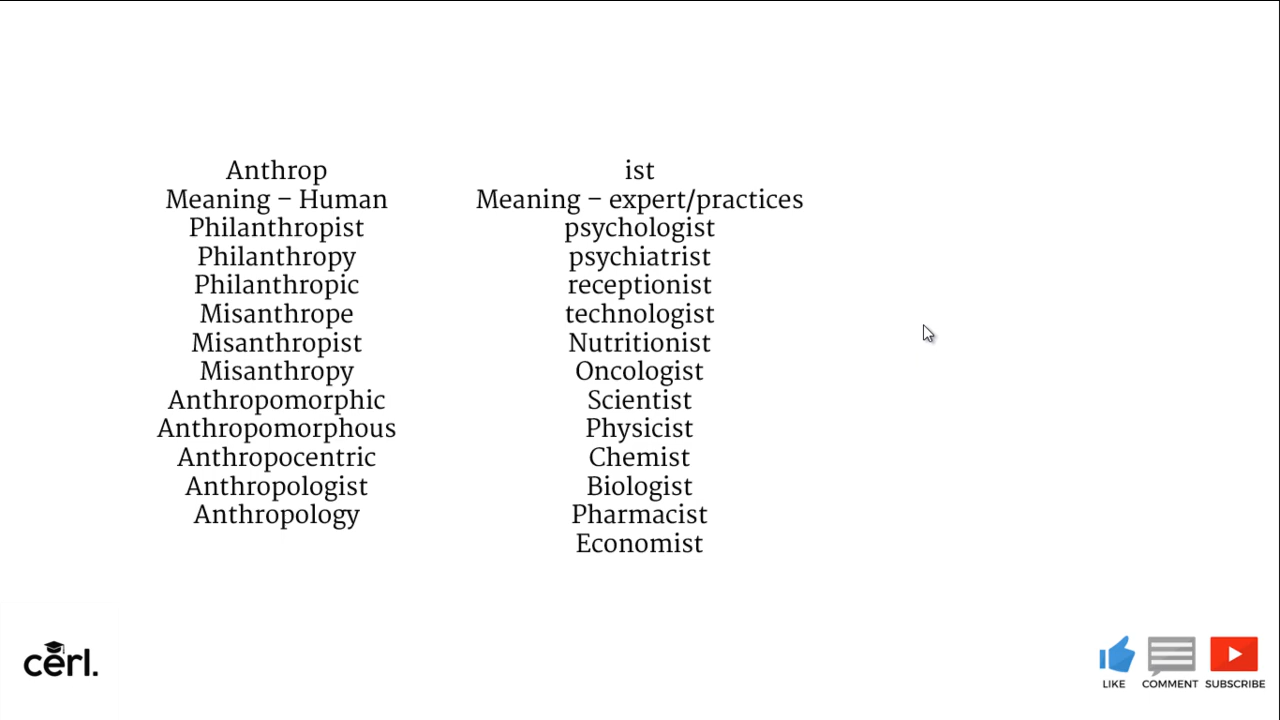 Anthrop
Meaning – Human
Philanthropist
Philanthropy
Philanthropic
Misanthrope
Misanthropist
Misanthropy
Anthropomorphic
Anthropomorphous
Anthropocentric
Anthropologist
Anthropology
ist
Meaning – expert/practices
psychologist
psychiatrist
receptionist
technologist
Nutritionist
Oncologist
Scientist
Physicist
Chemist
Biologist
Pharmacist
Economist
cerl.
LIKE COMMENT SUBSCRIBE